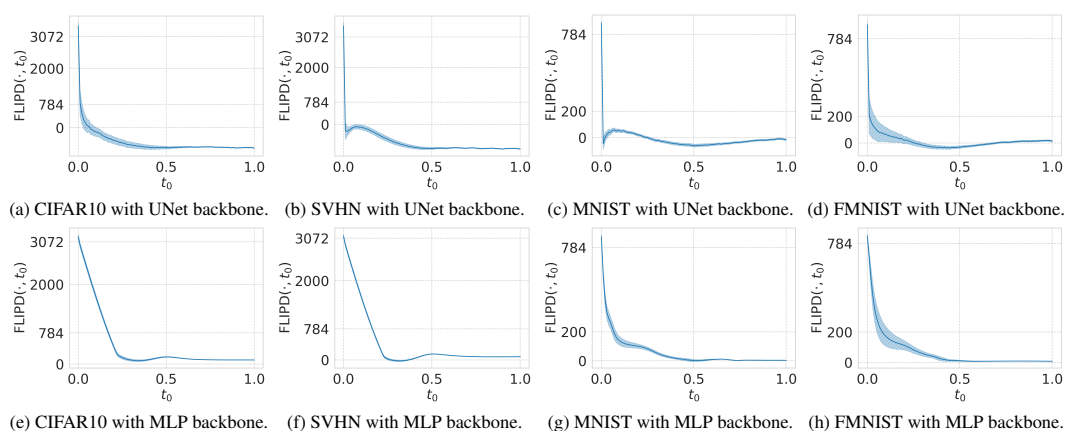 3072
2000
784
0
FLIPD(·, t₀)
0.0 0.5 1.0
t₀
3072
2000
784
0
FLIPD(·, t₀)
0.0 0.5 1.0
t₀
784
200
0
FLIPD(·, t₀)
0.0 0.5 1.0
t₀
784
200
0
FLIPD(·, t₀)
0.0 0.5 1.0
t₀
(a) CIFAR10 with UNet backbone. (b) SVHN with UNet backbone. (c) MNIST with UNet backbone. (d) FMNIST with UNet backbone.
3072
2000
784
0
FLIPD(·, t₀)
0.0 0.5 1.0
t₀
3072
2000
784
0
FLIPD(·, t₀)
0.0 0.5 1.0
t₀
784
200
0
FLIPD(·, t₀)
0.0 0.5 1.0
t₀
784
200
0
FLIPD(·, t₀)
0.0 0.5 1.0
t₀
(e) CIFAR10 with MLP backbone. (f) SVHN with MLP backbone. (g) MNIST with MLP backbone. (h) FMNIST with MLP backbone.